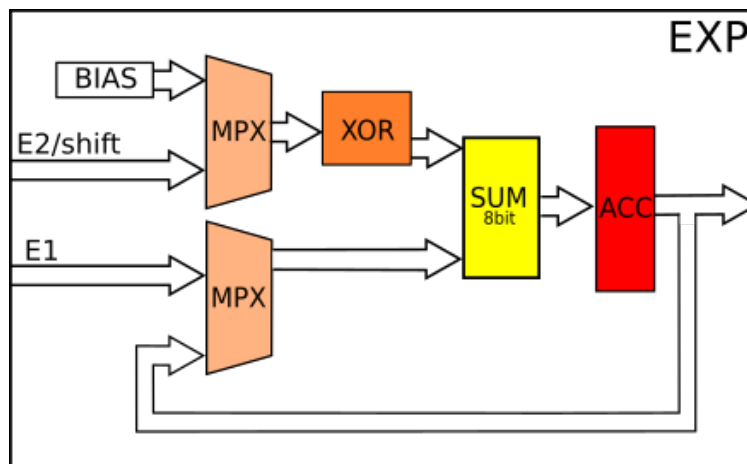 EXP
BIAS
MPX
XOR
E2/shift
SUM
8bit
ACC
E1
MPX